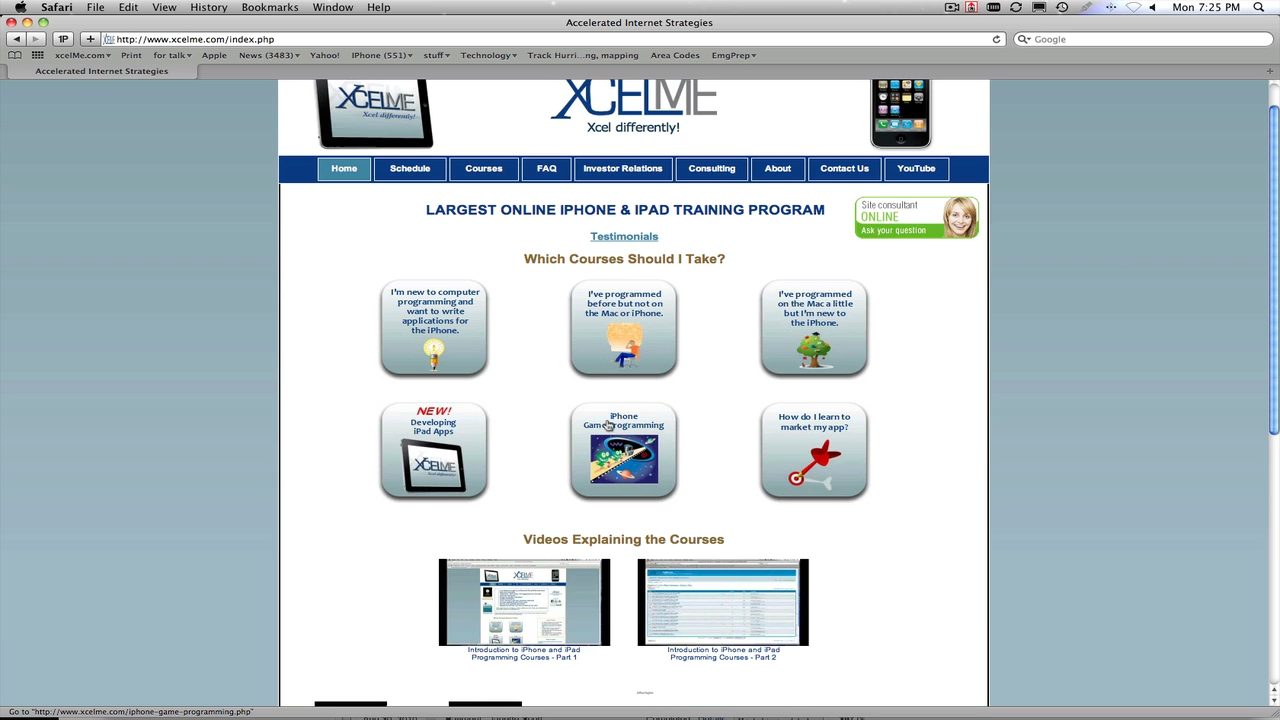 Safari File Edit View History Bookmarks Window Help Mon 7:25 PM
Accelerated Internet Strategies
1P http://www.xcelme.com/index.php Google
xcelMe.com Print for talk Apple News (3483) Yahoo! IPhone (551) stuff Technology Track Hurri...ng, mapping Area Codes EmgPrep
Accelerated Internet Strategies
XCELME
Xcel differently!
XCELME
Xcel differently!
Home Schedule Courses FAQ Investor Relations Consulting About Contact Us YouTube
LARGEST ONLINE IPHONE & IPAD TRAINING PROGRAM
Site consultant
ONLINE
Ask your question
Testimonials
Which Courses Should I Take?
I'm new to computer
programming and
want to write
applications for
the iPhone.
I've programmed
before but not on
the Mac or iPhone.
I've programmed
on the Mac a little
but I'm new to
the iPhone.
NEW!
Developing
iPad Apps
XCELME
iPhone
Game Programming
How do I learn to
market my app?
Videos Explaining the Courses
Introduction to iPhone and iPad
Programming Courses - Part 1
Introduction to iPhone and iPad
Programming Courses - Part 2
Go to "http://www.xcelme.com/iphone-game-programming.php"